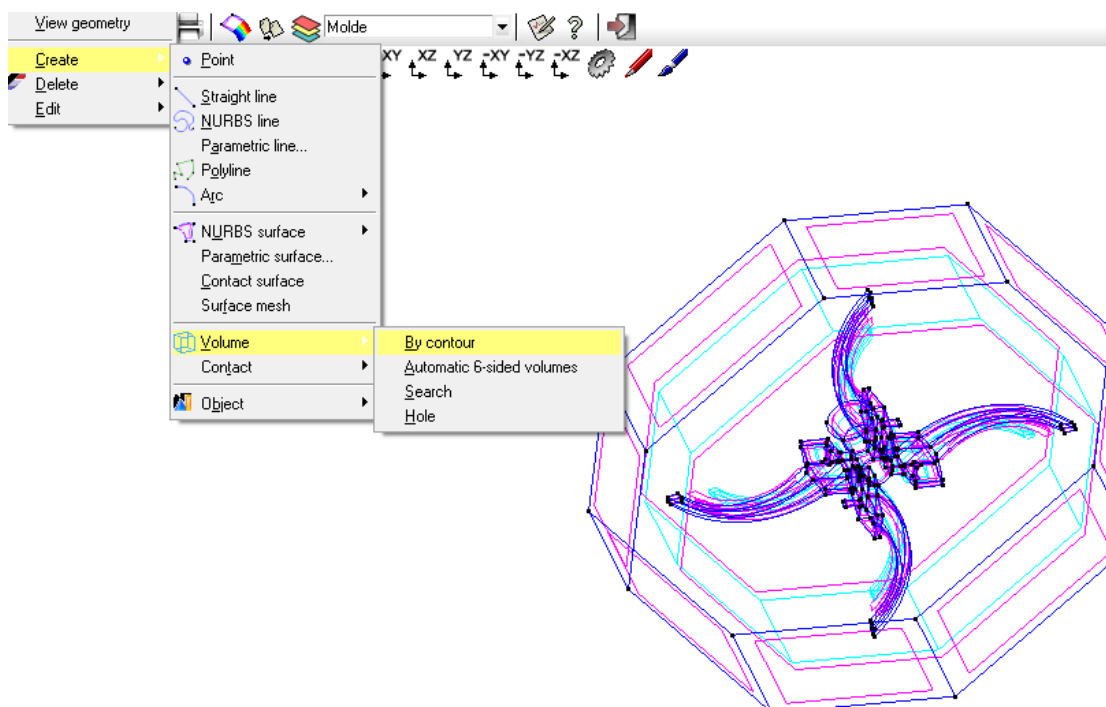 View geometry
Molde
?
Create
Delete
Edit
Point
XY XZ YZ -XY -YZ -XZ
Straight line
NURBS line
Parametric line...
Polyline
Arc
NURBS surface
Parametric surface...
Contact surface
Surface mesh
Volume
Contact
Object
By contour
Automatic 6-sided volumes
Search
Hole